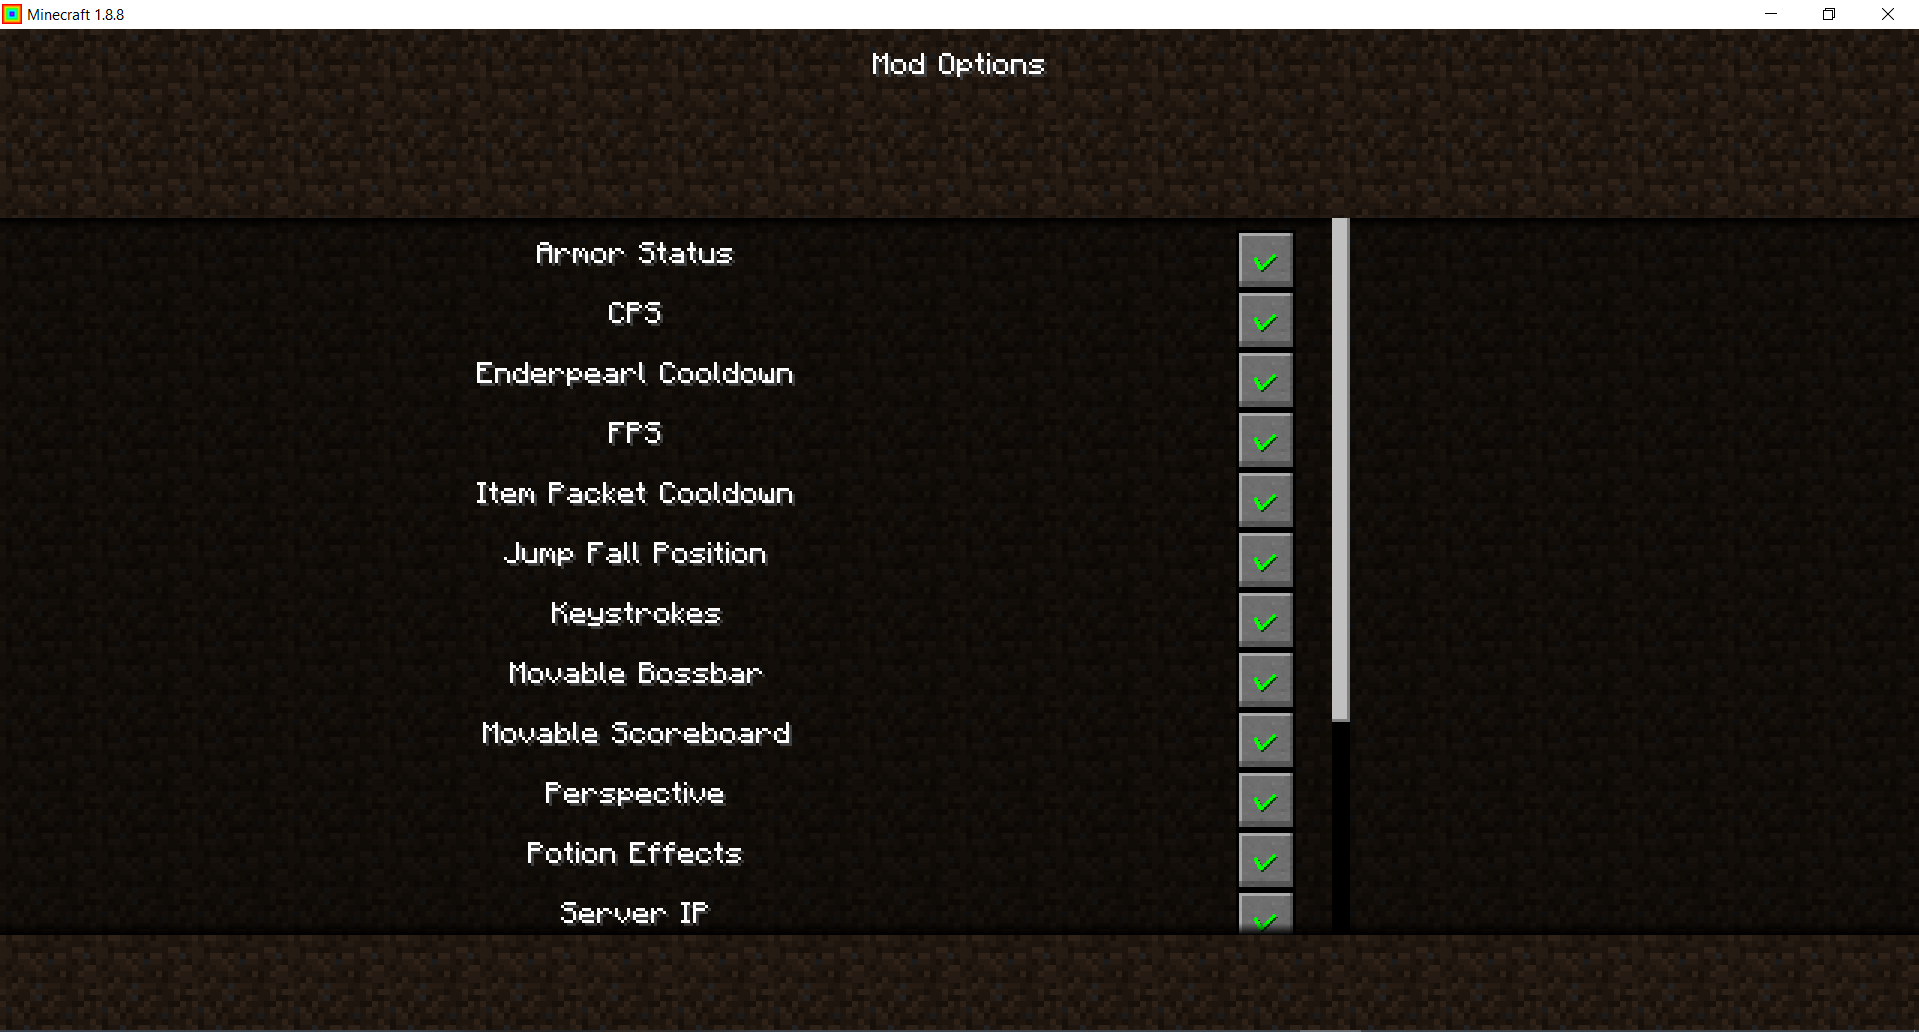 Minecraft 1.8.8
Mod Options
Armor Status
CPS
Enderpearl Cooldown
FPS
Item Packet Cooldown
Jump Fall Position
Keystrokes
Movable Bossbar
Movable Scoreboard
Perspective
Potion Effects
Server IP